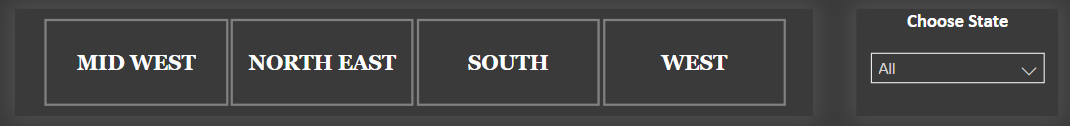 MID WEST
NORTH EAST
SOUTH
WEST
Choose State
All